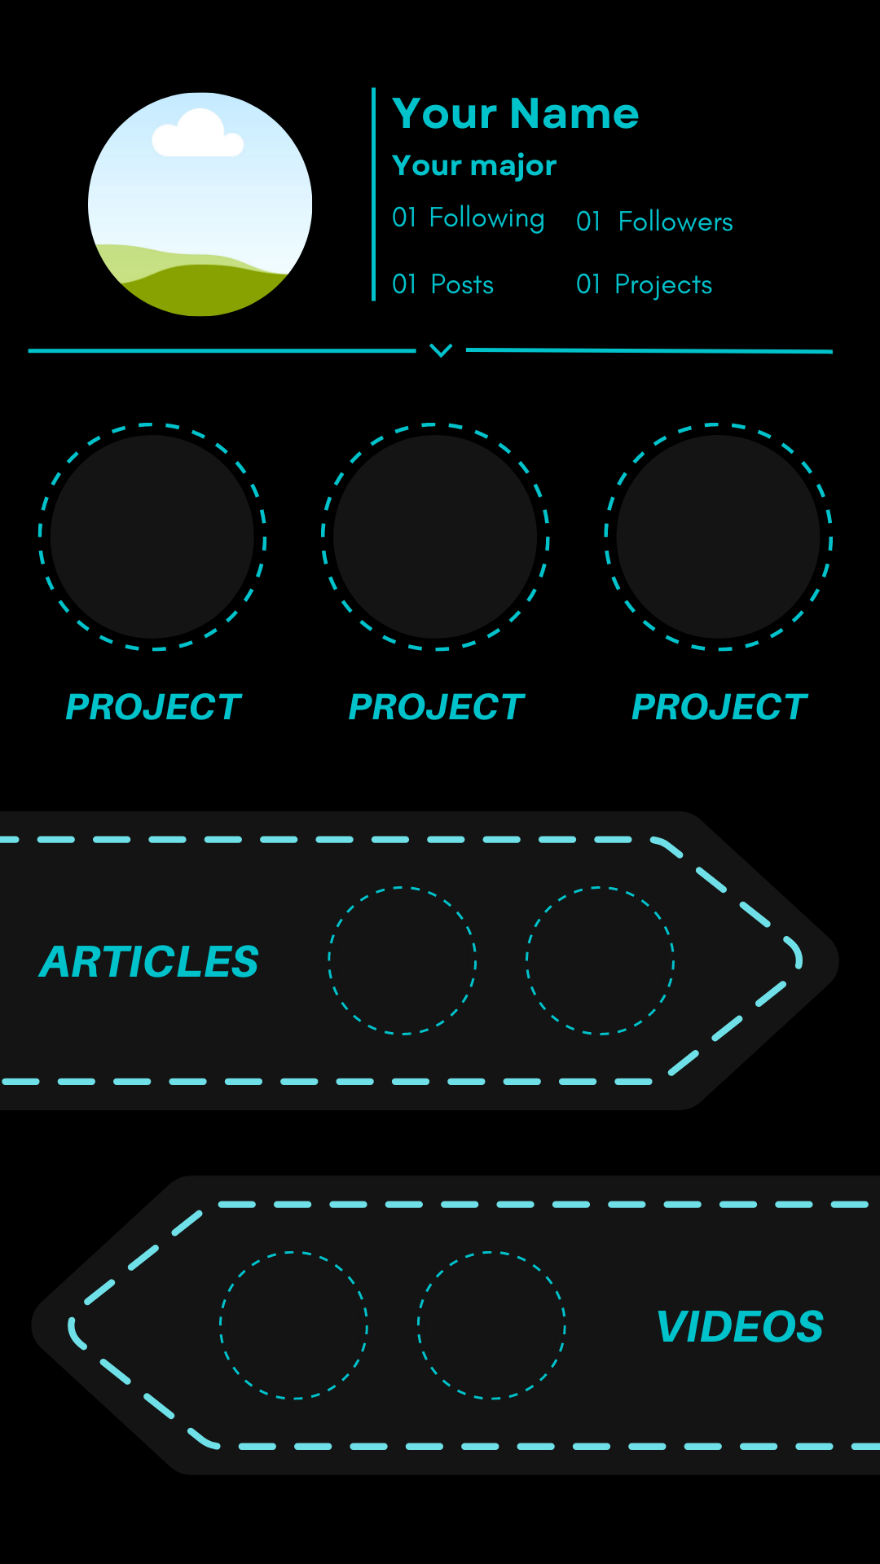 Your Name
Your major
01 Following 01 Followers
01 Posts 01 Projects
PROJECT PROJECT PROJECT
ARTICLES
VIDEOS